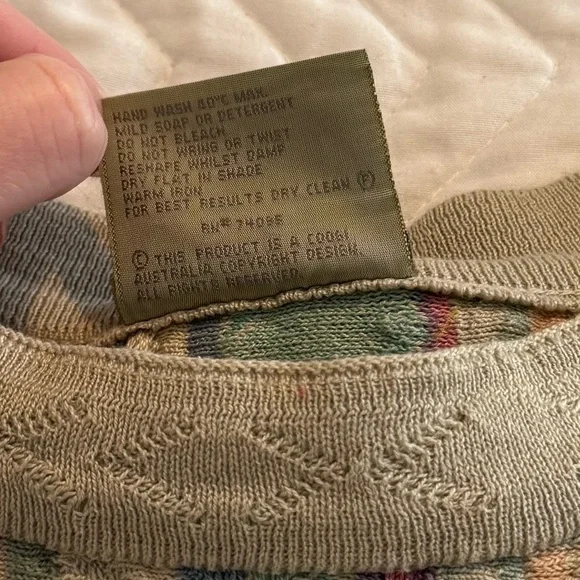 HAND WASH 40°C MAX.
MILD SOAP OR DETERGENT
DO NOT BLEACH
DO NOT WRING OR TWIST
RESHAPE WHILST DAMP
DRY FLAT IN SHADE
WARM IRON
FOR BEST RESULTS DRY CLEAN Ⓟ
RN# 74095
© THIS PRODUCT IS A COOGI
AUSTRALIA COPYRIGHT DESIGN.
ALL RIGHTS RESERVED.